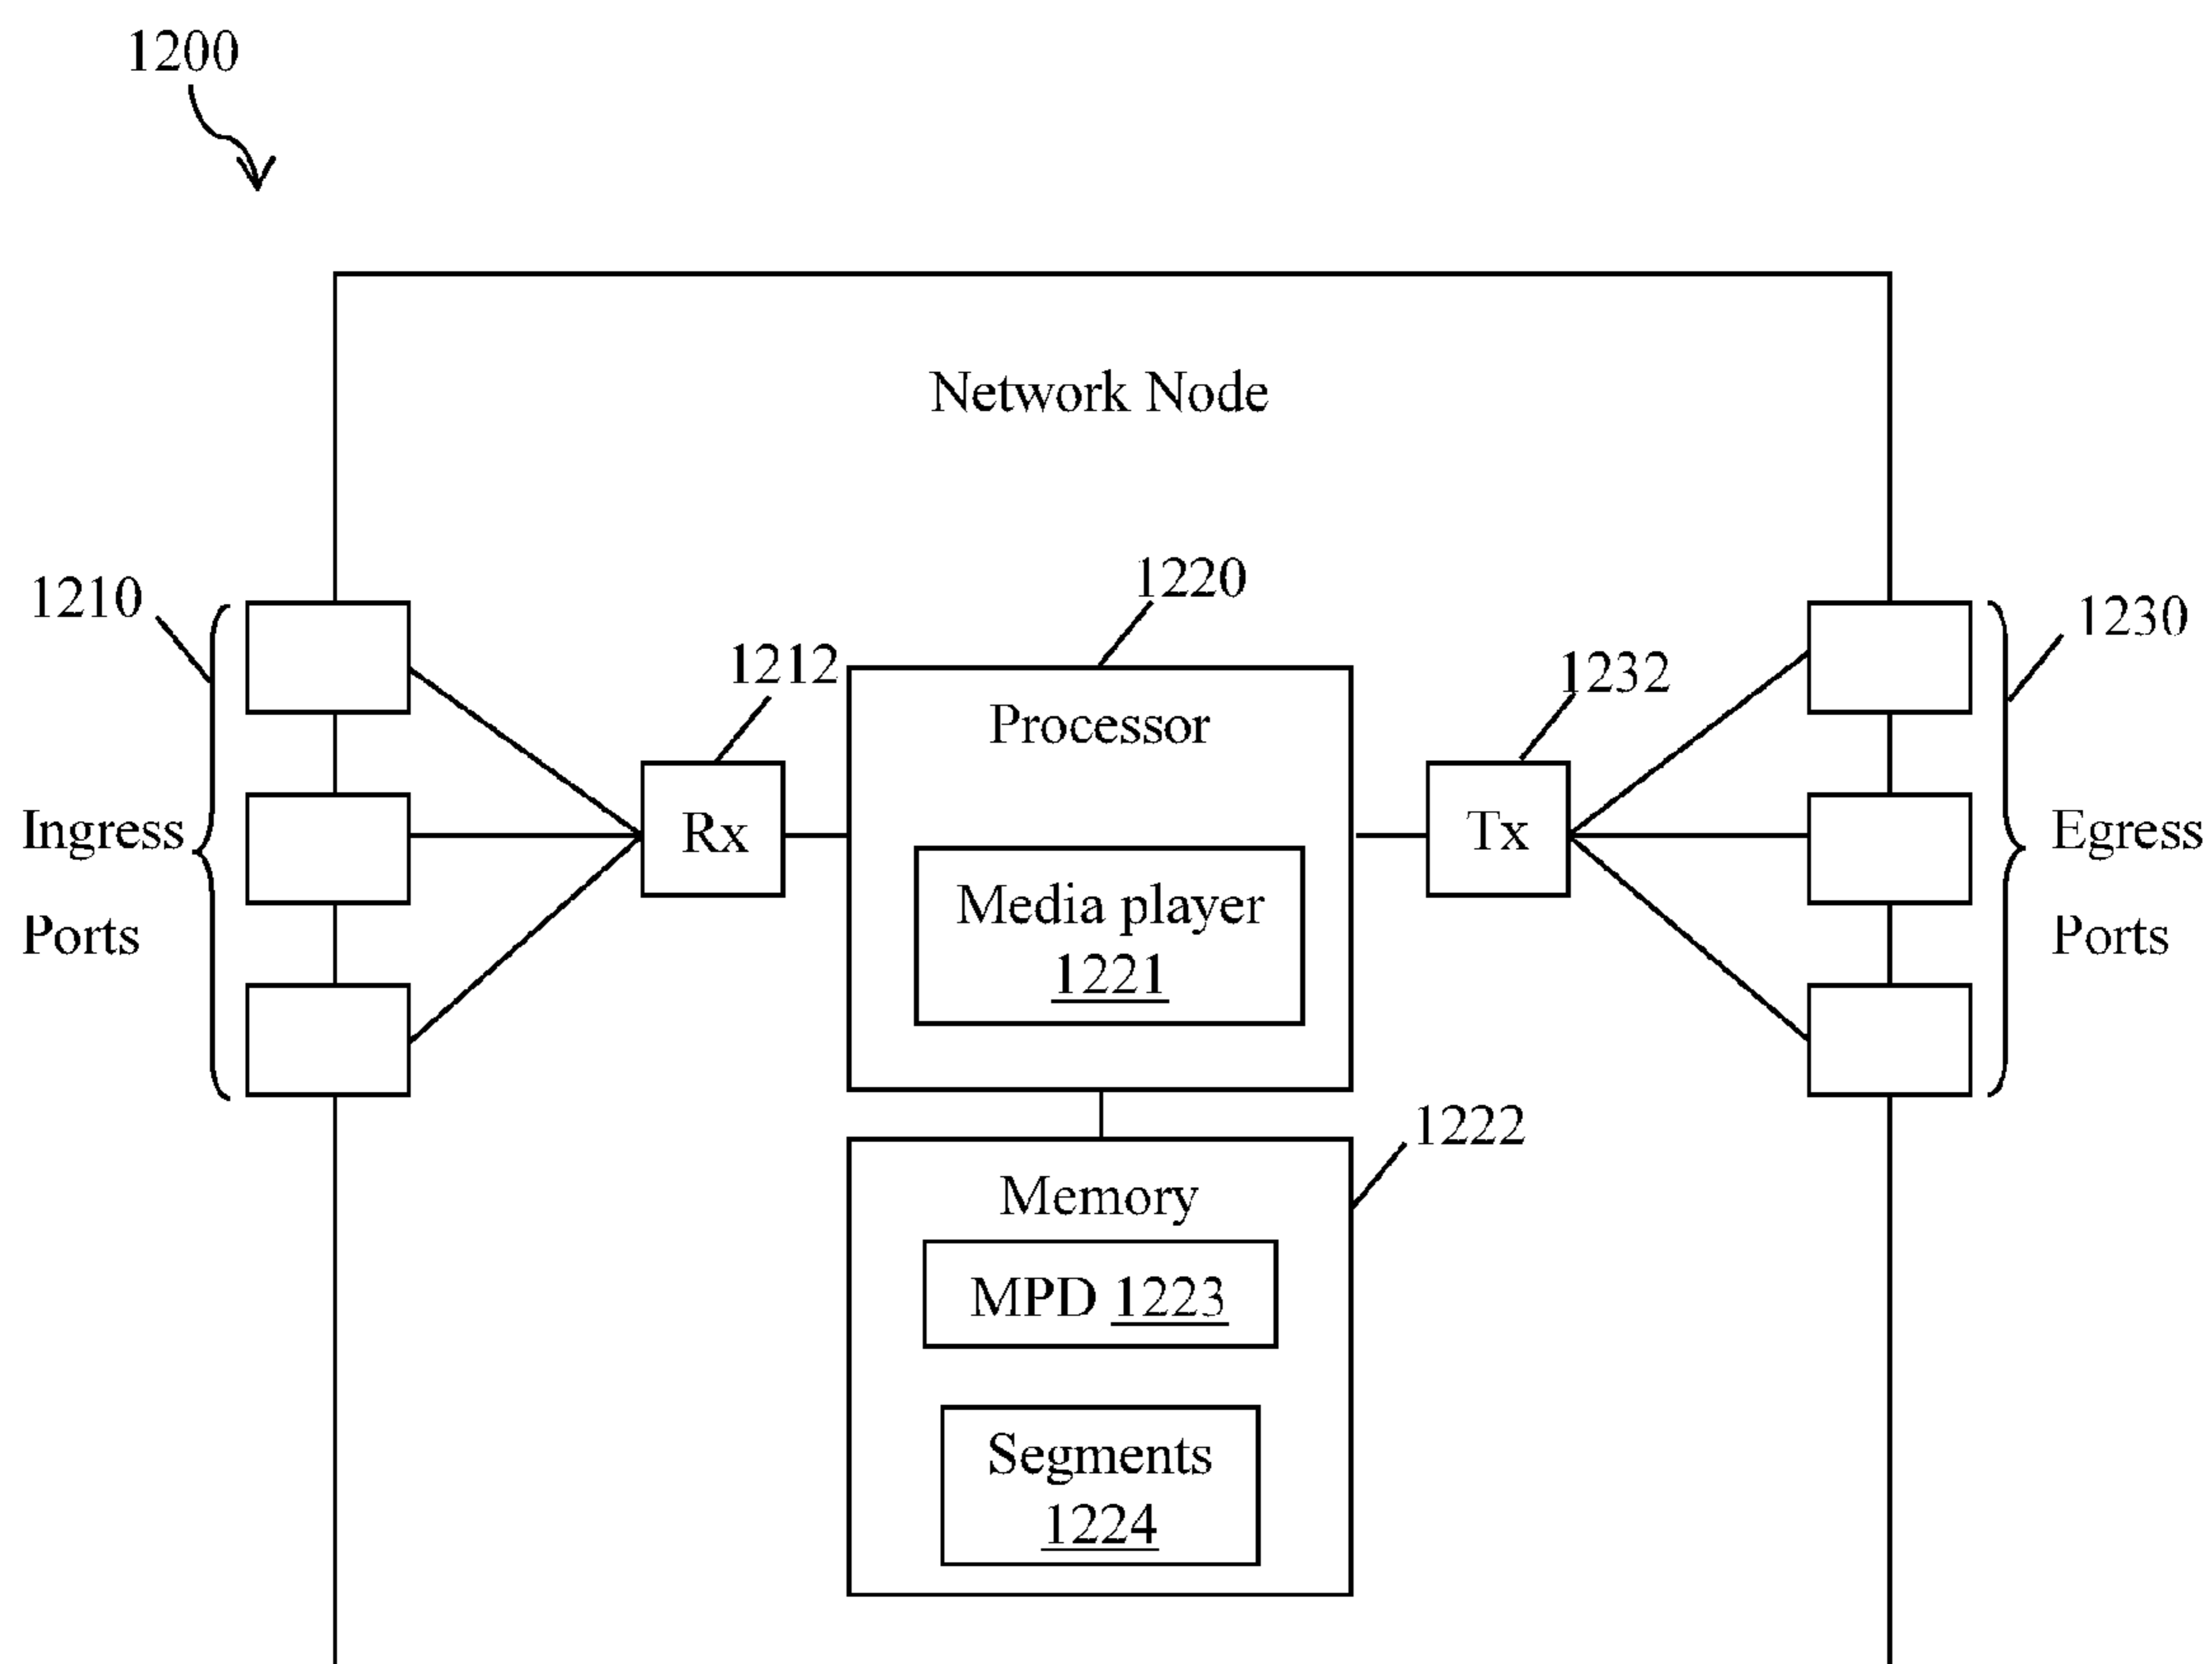 1200
Network Node
1210
1220
1230
1212
1232
Processor
Ingress
Ports
Rx
Tx
Egress
Ports
Media player
1221
1222
Memory
MPD 1223
Segments
1224